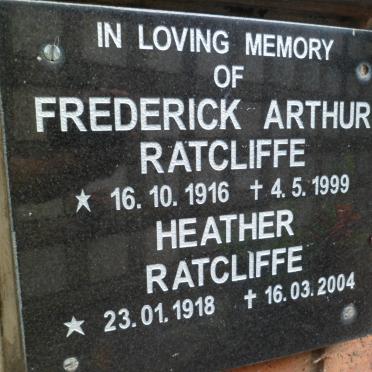 IN LOVING MEMORY
OF
FREDERICK ARTHUR
RATCLIFFE
★ 16.10.1916 † 4.5.1999
HEATHER
RATCLIFFE
★ 23.01.1918 † 16.03.2004